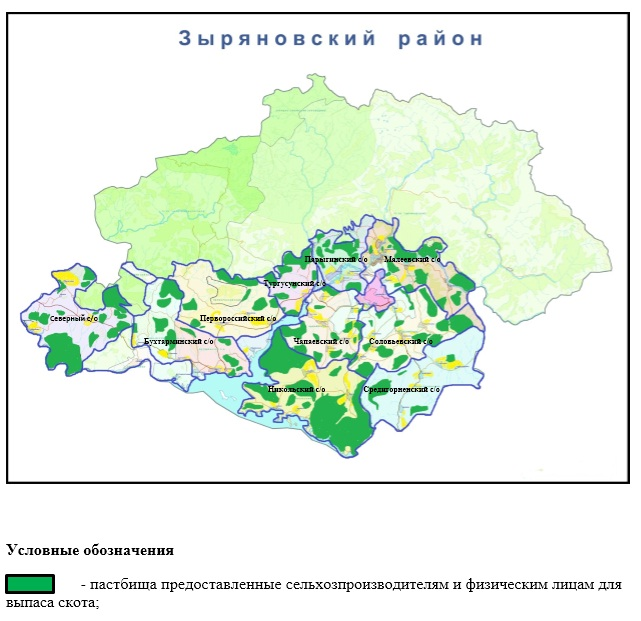 Зыряновский район
Парыгинский с/о
Малеевский с/о
Тургусунский с/о
Северный с/о
Первороссийский с/о
Бухтарминский с/о
Чапаевский с/о
Соловьевский с/о
Никольский с/о
Средигорненский с/о
Условные обозначения
- пастбища предоставленные сельхозпроизводителям и физическим лицам для
выпаса скота;